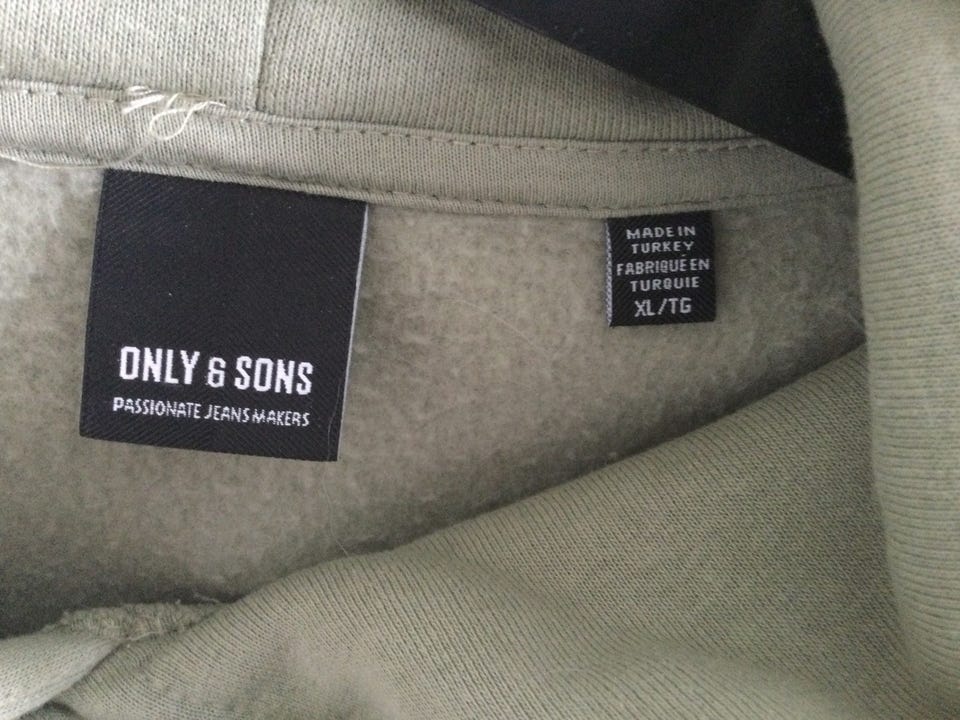 ONLY & SONS
PASSIONATE JEANS MAKERS
MADE IN
TURKEY
FABRIQUÉ EN
TURQUIE
XL/TG